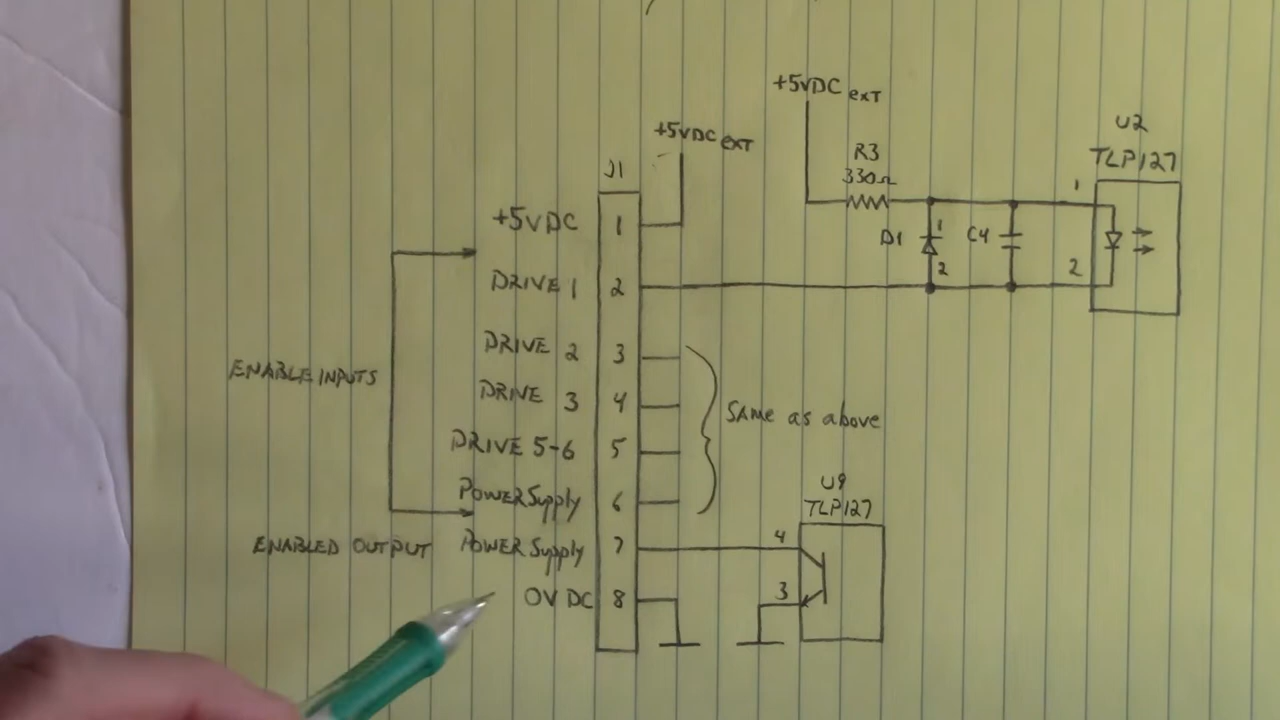 +5VDC EXT
+5VDC EXT
J1
R3
330Ω
U2
TLP127
+5VDC 1
DRIVE 1 2
D1 1 2
C4
1
2
DRIVE 2 3
DRIVE 3 4
DRIVE 5-6 5
POWER Supply 6
ENABLE INPUTS
SAME as above
ENABLED OUTPUT
POWER Supply 7
0V DC 8
U9
TLP127
4
3